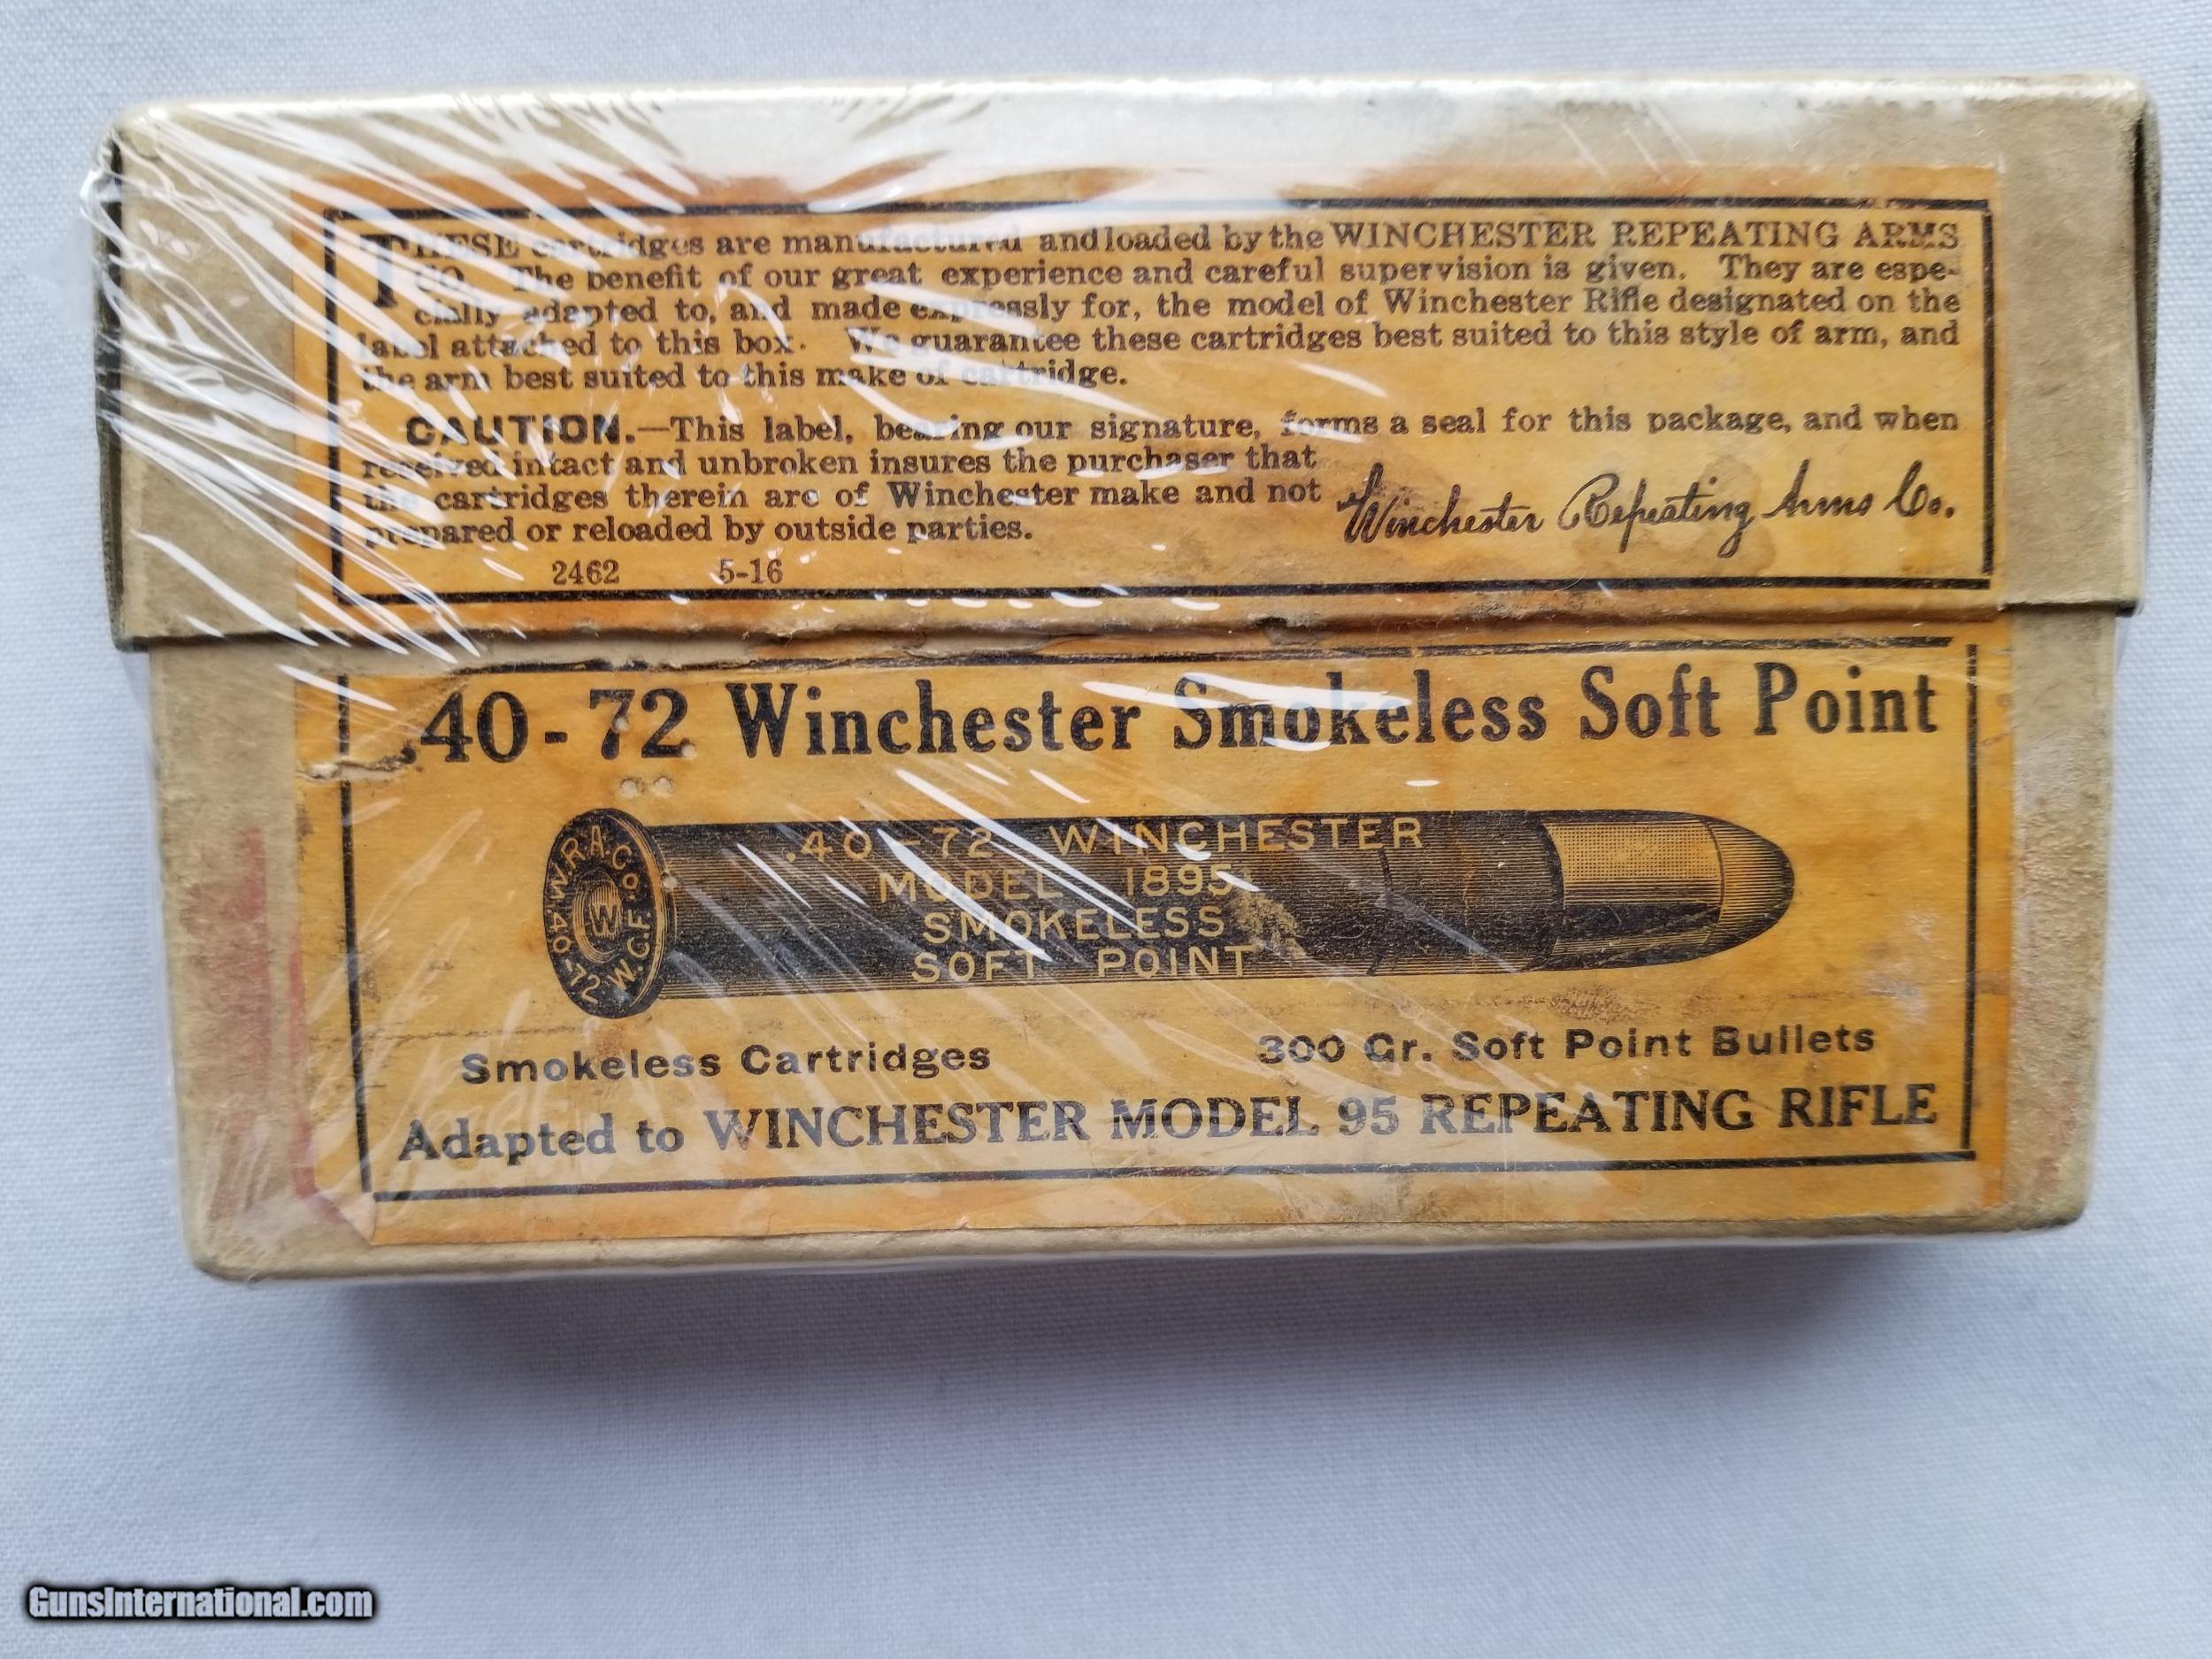 THESE cartridges are manufactured and loaded by the WINCHESTER REPEATING ARMS
CO. The benefit of our great experience and careful supervision is given. They are espe-
cially adapted to, and made expressly for, the model of Winchester Rifle designated on the
label attached to this box. We guarantee these cartridges best suited to this style of arm, and
the arm best suited to this make of cartridge.
CAUTION.—This label, bearing our signature, forms a seal for this package, and when
received intact and unbroken insures the purchaser that
the cartridges therein are of Winchester make and not
prepared or reloaded by outside parties.
Winchester Repeating Arms Co.
2462 5-16
.40-72 Winchester Smokeless Soft Point
W.R.A.Co.
W
.40-72 W.C.F.
.40-72 WINCHESTER
MODEL 1895
SMOKELESS
SOFT POINT
Smokeless Cartridges 300 Gr. Soft Point Bullets
Adapted to WINCHESTER MODEL 95 REPEATING RIFLE
GunsInternational.com